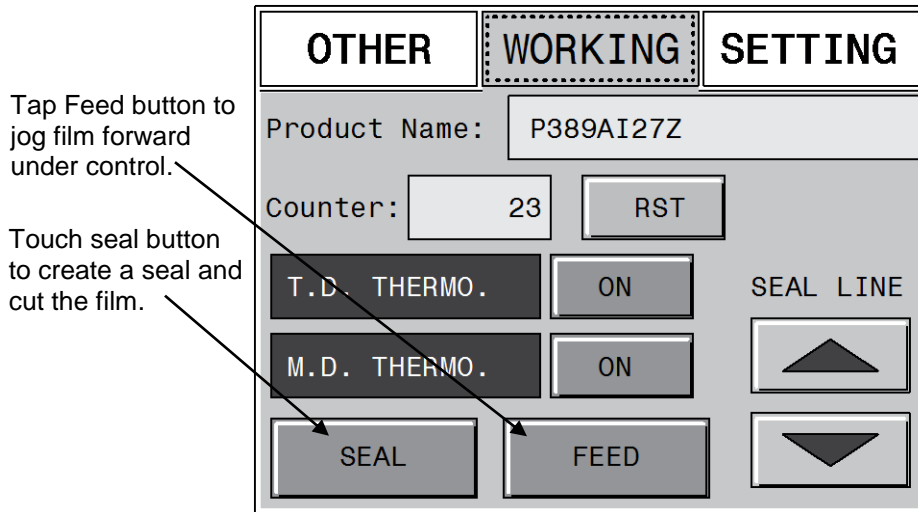 OTHER WORKING SETTING
Tap Feed button to
jog film forward
under control.
Product Name: P389AI27Z
Counter: 23 RST
Touch seal button
to create a seal and
cut the film.
T.D. THERMO. ON SEAL LINE
M.D. THERMO. ON
SEAL FEED